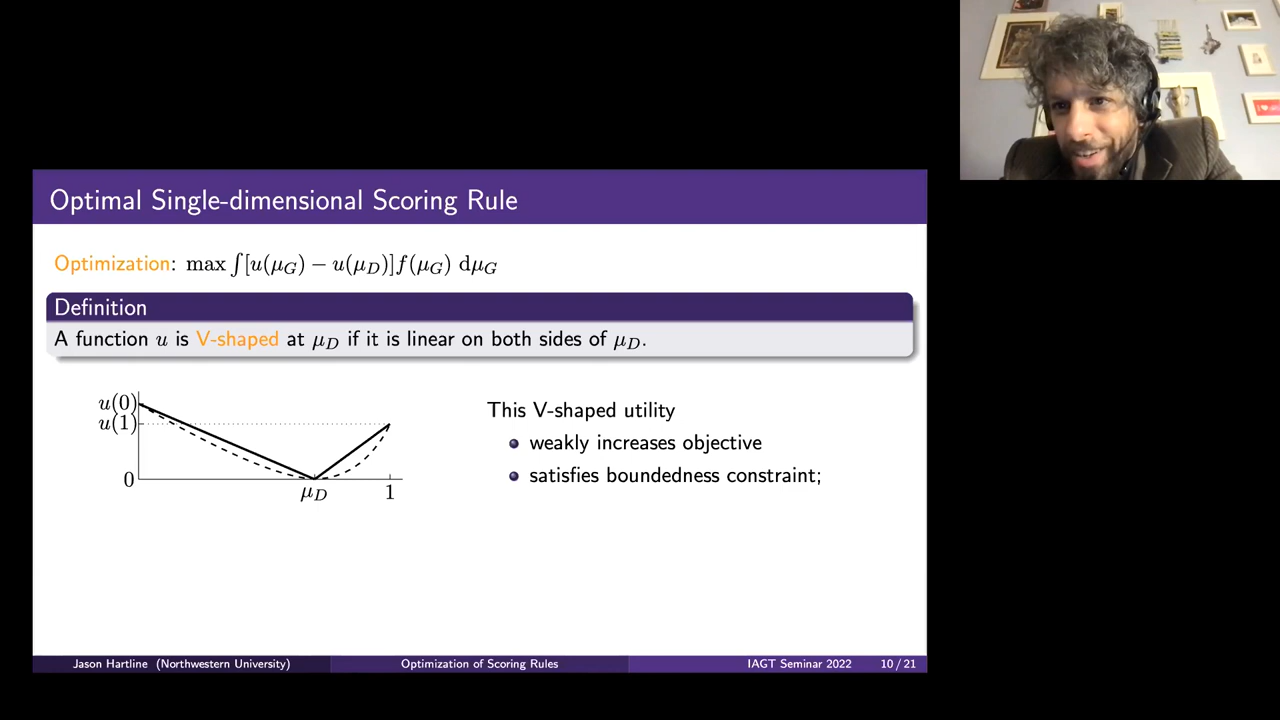 Optimal Single-dimensional Scoring Rule
Optimization: max ∫[u(μ_G) − u(μ_D)]f(μ_G) dμ_G
Definition
A function u is V-shaped at μ_D if it is linear on both sides of μ_D.
u(0)
u(1)
0
μ_D
1
This V-shaped utility
weakly increases objective
satisfies boundedness constraint;
Jason Hartline (Northwestern University)
Optimization of Scoring Rules
IAGT Seminar 2022
10 / 21